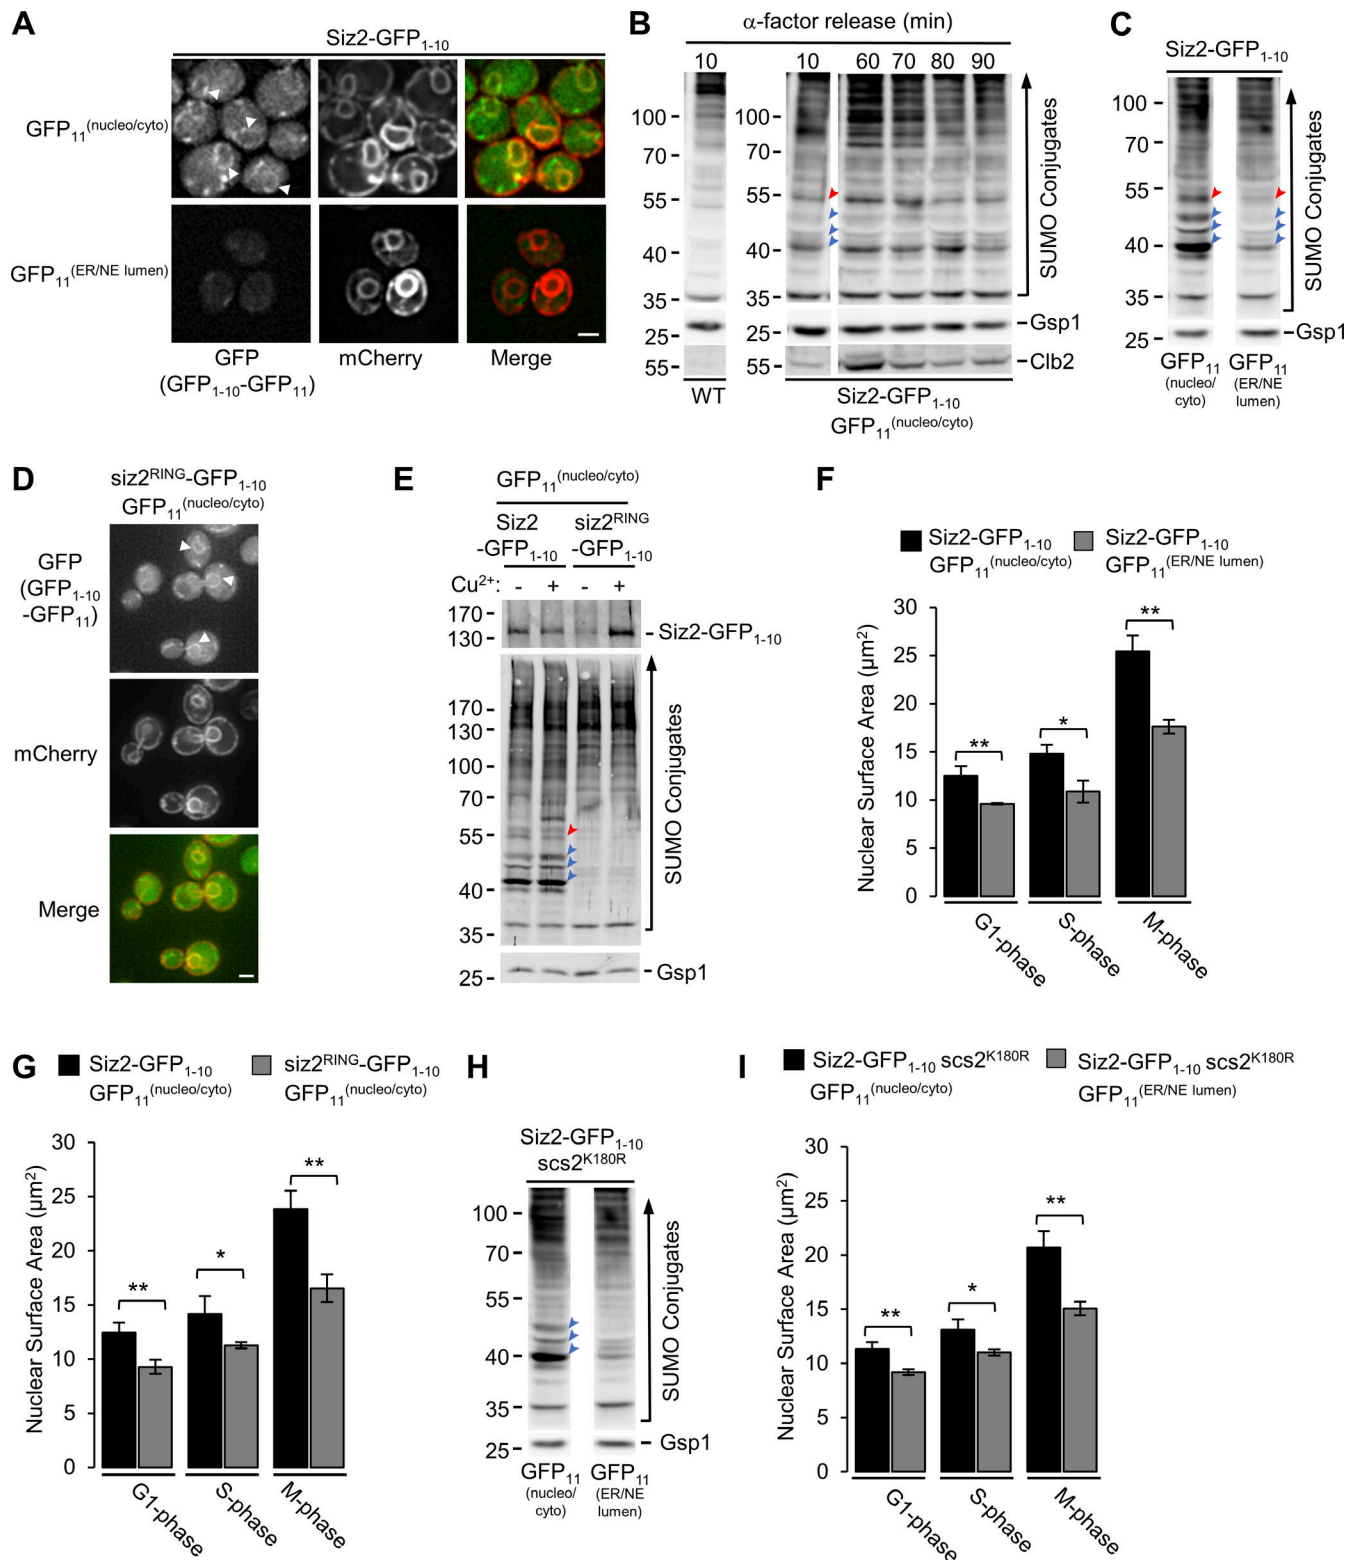 A
Siz2-GFP1-10
GFP11(nucleo/cyto)
GFP11(ER/NE lumen)
GFP
(GFP1-10-GFP11)
mCherry
Merge
B
α-factor release (min)
10
10 60 70 80 90
100
70
55
40
35
25
55
100
70
55
40
35
25
55
SUMO Conjugates
Gsp1
Clb2
WT
Siz2-GFP1-10
GFP11(nucleo/cyto)
C
Siz2-GFP1-10
100
70
55
40
35
25
SUMO Conjugates
Gsp1
GFP11
(nucleo/
cyto)
GFP11
(ER/NE
lumen)
D
siz2RING-GFP1-10
GFP11(nucleo/cyto)
GFP
(GFP1-10
-GFP11)
mCherry
Merge
E
GFP11(nucleo/cyto)
Siz2
-GFP1-10
siz2RING
-GFP1-10
Cu2+: - + - +
170
130
Siz2-GFP1-10
170
130
100
70
55
40
35
25
SUMO Conjugates
Gsp1
F
Siz2-GFP1-10
GFP11(nucleo/cyto)
Siz2-GFP1-10
GFP11(ER/NE lumen)
Nuclear Surface Area (µm2)
30
25
20
15
10
5
0
**
*
**
G1-phase
S-phase
M-phase
G
Siz2-GFP1-10
GFP11(nucleo/cyto)
siz2RING-GFP1-10
GFP11(nucleo/cyto)
Nuclear Surface Area (µm2)
30
25
20
15
10
5
0
**
*
**
G1-phase
S-phase
M-phase
H
Siz2-GFP1-10
scs2K180R
100
70
55
40
35
25
SUMO Conjugates
Gsp1
GFP11
(nucleo/
cyto)
GFP11
(ER/NE
lumen)
I
Siz2-GFP1-10 scs2K180R
GFP11(nucleo/cyto)
Siz2-GFP1-10 scs2K180R
GFP11(ER/NE lumen)
Nuclear Surface Area (µm2)
30
25
20
15
10
5
0
**
*
**
G1-phase
S-phase
M-phase